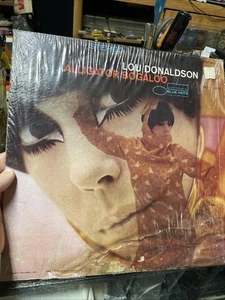 LOU DONALDSON
ALLIGATOR BOGALOO
BLUE NOTE